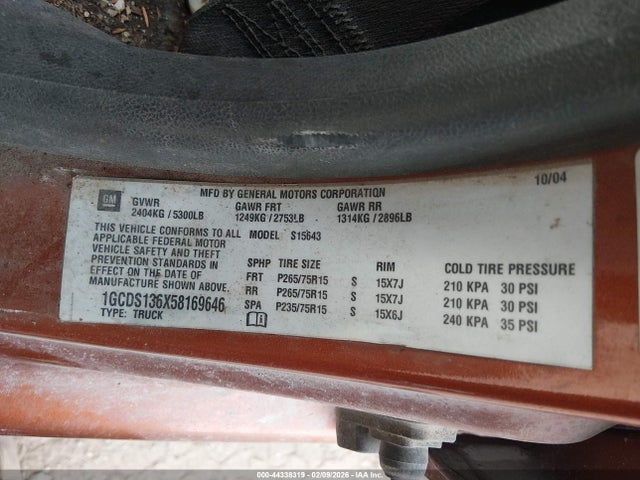 10/04
MFD BY GENERAL MOTORS CORPORATION
GM
GVWR GAWR FRT GAWR RR
2404KG / 5300LB 1249KG / 2753LB 1314KG / 2896LB
THIS VEHICLE CONFORMS TO ALL MODEL S15643
APPLICABLE FEDERAL MOTOR
VEHICLE SAFETY AND THEFT
PREVENTION STANDARDS IN
EFFECT ON THE DATE OF
MANUFACTURE SHOWN ABOVE.
1GCDS136X58169646
TYPE: TRUCK
SPHP TIRE SIZE RIM COLD TIRE PRESSURE
FRT P265/75R15 S 15X7J 210 KPA 30 PSI
RR P265/75R15 S 15X7J 210 KPA 30 PSI
SPA P235/75R15 S 15X6J 240 KPA 35 PSI
000-44338319 | 02/09/2026 - IAA Inc.